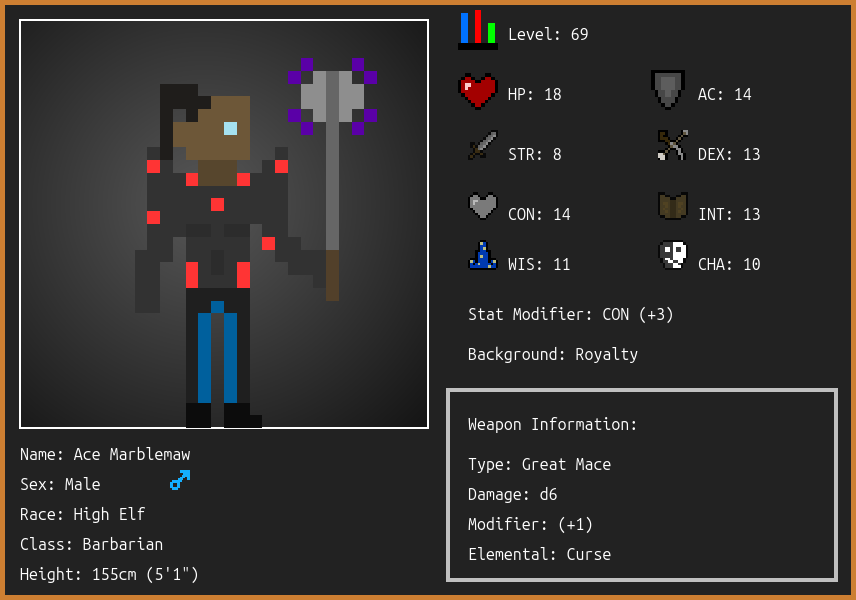 Level: 69
HP: 18
AC: 14
STR: 8
DEX: 13
CON: 14
INT: 13
WIS: 11
CHA: 10
Stat Modifier: CON (+3)
Background: Royalty
Weapon Information:
Type: Great Mace
Damage: d6
Modifier: (+1)
Elemental: Curse
Name: Ace Marblemaw
Sex: Male
Race: High Elf
Class: Barbarian
Height: 155cm (5'1")